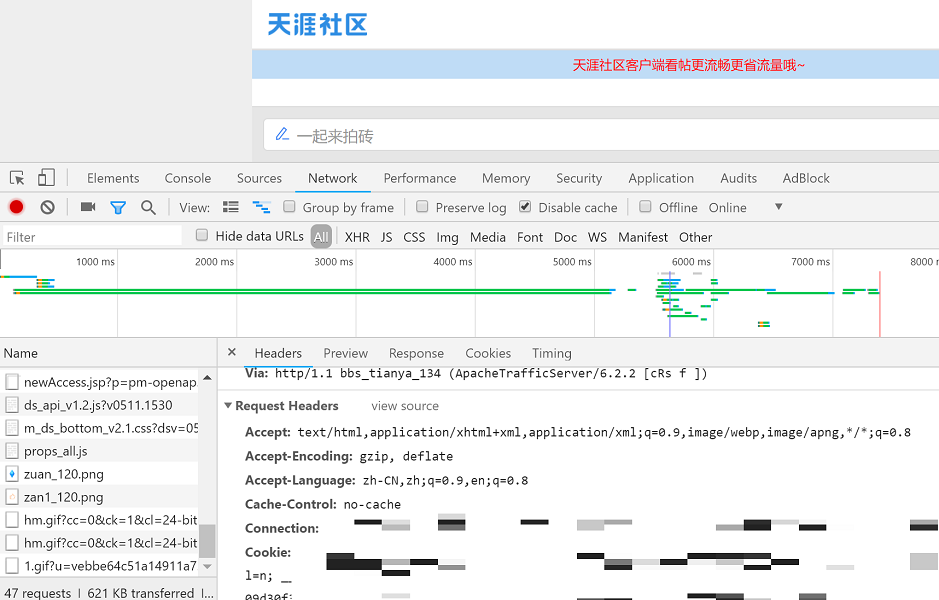 天涯社区
天涯社区客户端看帖更流畅更省流量哦~
一起来拍砖
Elements Console Sources Network Performance Memory Security Application Audits AdBlock
View: Group by frame Preserve log Disable cache Offline Online
Filter Hide data URLs All XHR JS CSS Img Media Font Doc WS Manifest Other
1000 ms 2000 ms 3000 ms 4000 ms 5000 ms 6000 ms 7000 ms 8000 m
Name × Headers Preview Response Cookies Timing
Via: http/1.1 bbs_tianya_134 (ApacheTrafficServer/6.2.2 [cRs f ])
newAccess.jsp?p=pm-openap
Request Headers view source
ds_api_v1.2.js?v0511.1530
Accept: text/html,application/xhtml+xml,application/xml;q=0.9,image/webp,image/apng,*/*;q=0.8
m_ds_bottom_v2.1.css?dsv=05
Accept-Encoding: gzip, deflate
props_all.js
zuan_120.png
Accept-Language: zh-CN,zh;q=0.9,en;q=0.8
zan1_120.png
Cache-Control: no-cache
hm.gif?cc=0&ck=1&cl=24-bit
Connection:
hm.gif?cc=0&ck=1&cl=24-bit
Cookie:
1.gif?u=vebbe64c51a14911a7
l=n; __
47 requests | 621 KB transferred | ...
09d30f